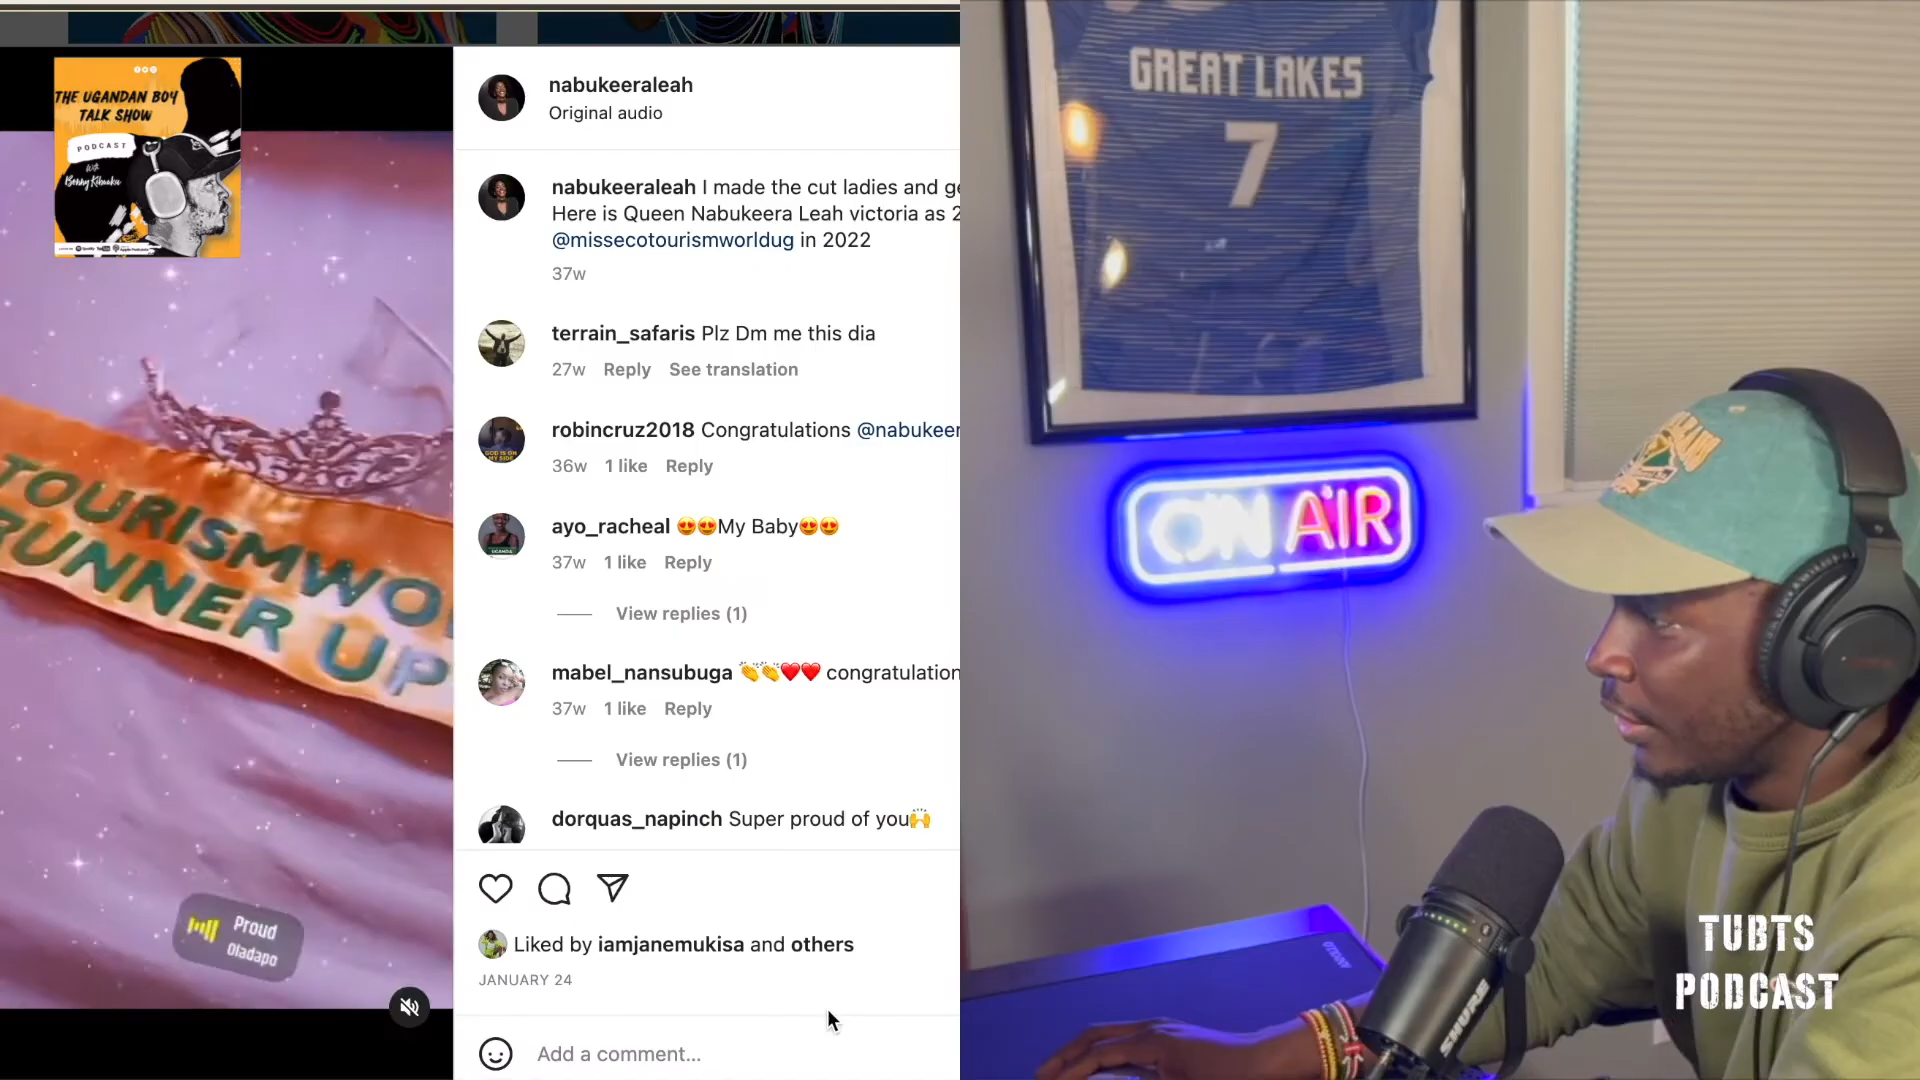 THE UGANDAN BOY
TALK SHOW
PODCAST
With
TOURISMWO
RUNNER UP
Proud
Oladapo
nabukeeraleah
Original audio
nabukeeraleah I made the cut ladies and ge
Here is Queen Nabukeera Leah victoria as 2
@missecotourismworldug in 2022
37w
terrain_safaris Plz Dm me this dia
27w Reply See translation
robincruz2018 Congratulations @nabukeer
36w 1 like Reply
ayo_racheal 😍😍My Baby😍😍
37w 1 like Reply
View replies (1)
mabel_nansubuga 👏👏❤️❤️ congratulation
37w 1 like Reply
View replies (1)
dorquas_napinch Super proud of you🙌
Liked by iamjanemukisa and others
JANUARY 24
Add a comment...
GREAT LAKES
7
ON AIR
SHURE
TUBTS
PODCAST